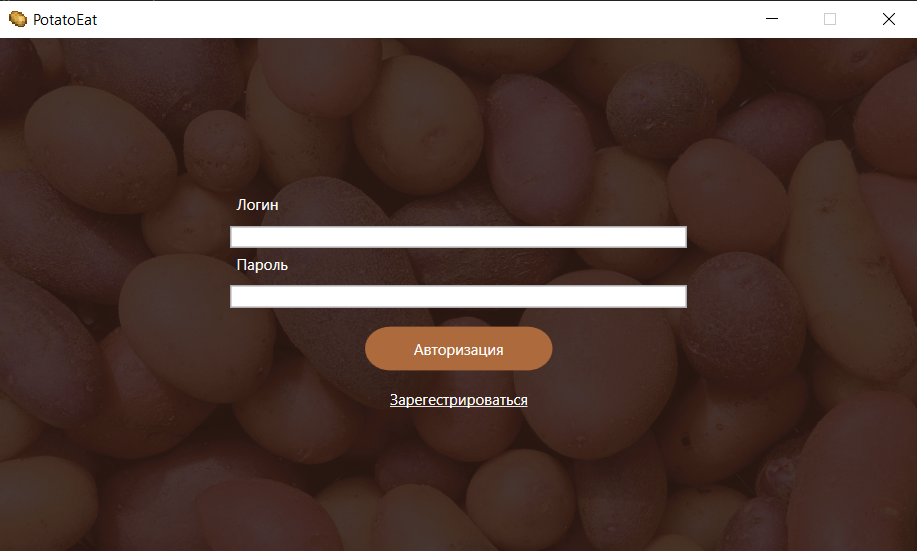 PotatoEat
Логин
Пароль
Авторизация
Зарегестрироваться